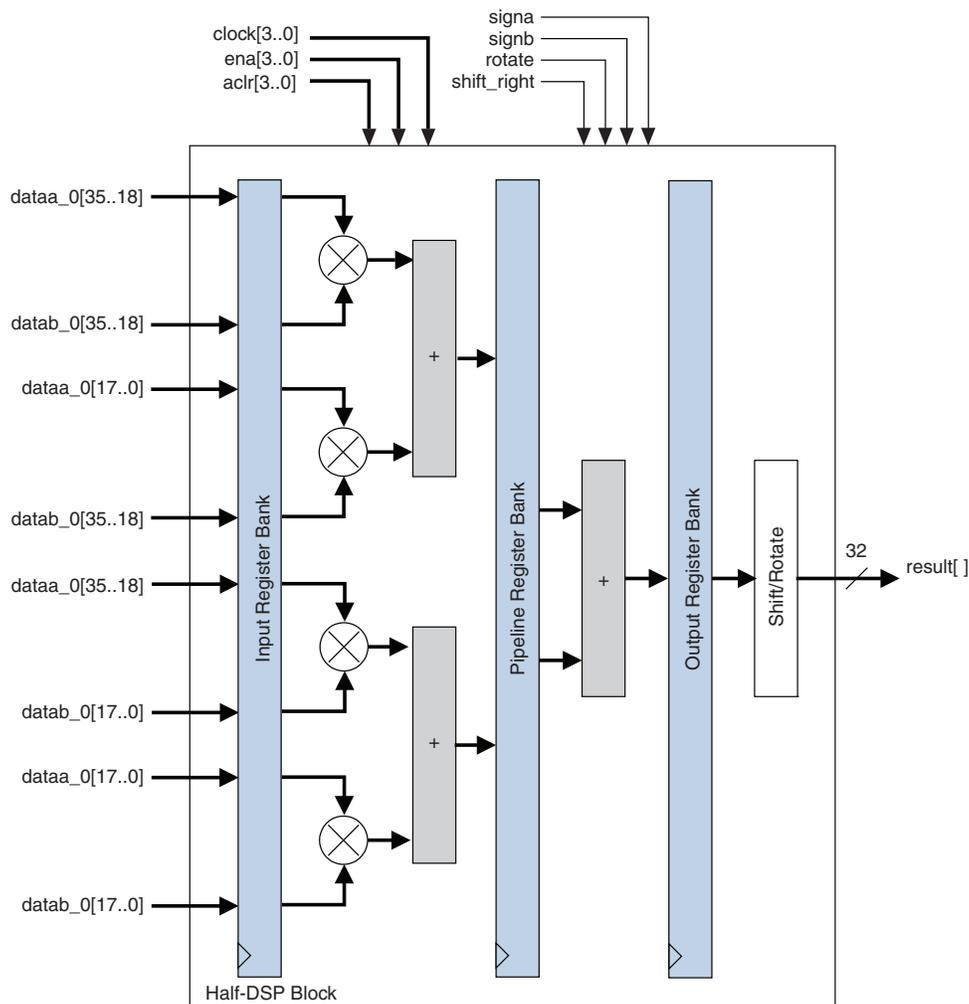 signa
signb
rotate
shift_right
clock[3..0]
ena[3..0]
aclr[3..0]
dataa_0[35..18]
datab_0[35..18]
dataa_0[17..0]
datab_0[35..18]
dataa_0[35..18]
datab_0[17..0]
dataa_0[17..0]
datab_0[17..0]
Input Register Bank
+
+
Pipeline Register Bank
+
Output Register Bank
Shift/Rotate
32
result[ ]
Half-DSP Block